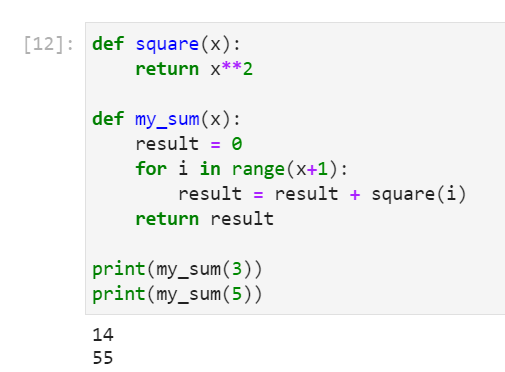 [12]: def square(x):
    return x**2

def my_sum(x):
    result = 0
    for i in range(x+1):
        result = result + square(i)
    return result

print(my_sum(3))
print(my_sum(5))
14
55